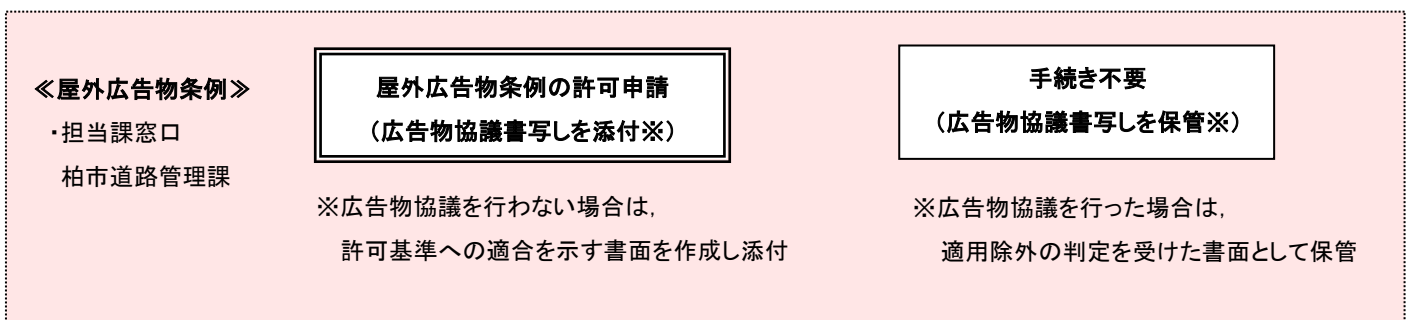 ≪屋外広告物条例≫
・担当課窓口
柏市道路管理課
屋外広告物条例の許可申請
（広告物協議書写しを添付※）
※広告物協議を行わない場合は,
許可基準への適合を示す書面を作成し添付
手続き不要
（広告物協議書写しを保管※）
※広告物協議を行った場合は,
適用除外の判定を受けた書面として保管